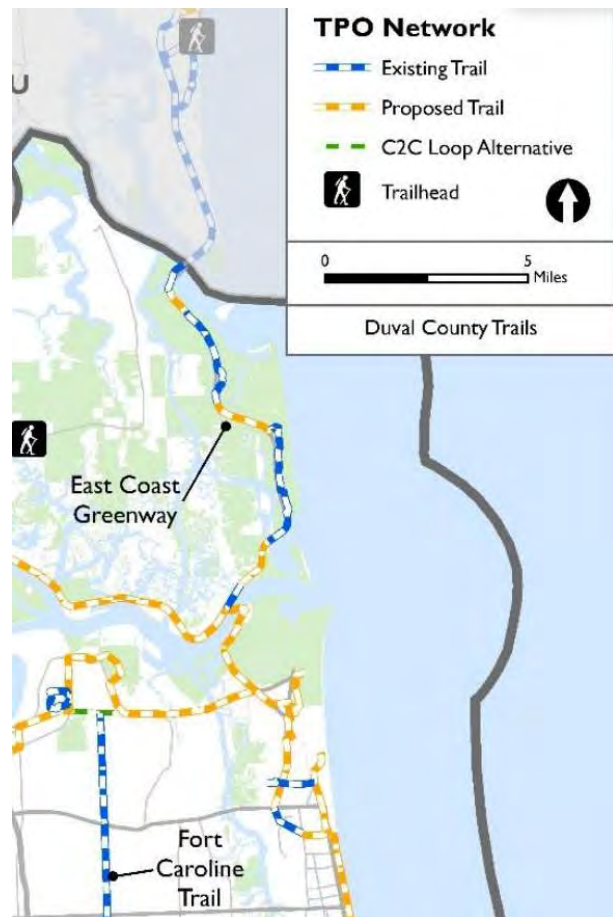 TPO Network
Existing Trail
Proposed Trail
C2C Loop Alternative
Trailhead
0 5
Miles
Duval County Trails
U
East Coast
Greenway
Fort
Caroline
Trail